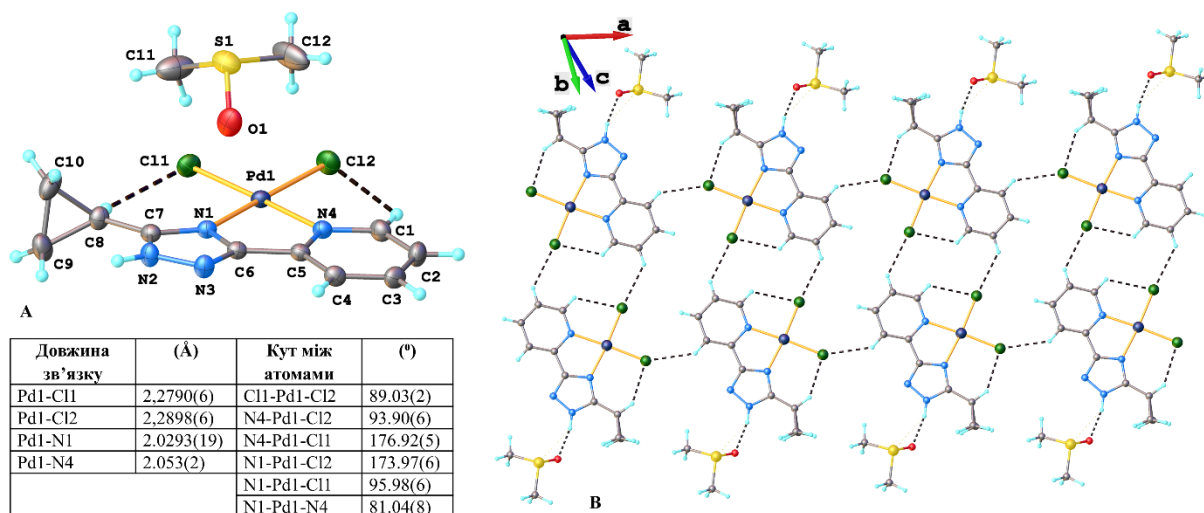 C11
S1
C12
O1
C10
Cl1
Cl2
Pd1
C7
N1
N4
C8
C1
C9
N2
N3
C6
C5
C2
C4
C3
A
Довжина зв’язку (Å) Кут між атомами (⁰)
Pd1-Cl1 2,2790(6) Cl1-Pd1-Cl2 89.03(2)
Pd1-Cl2 2,2898(6) N4-Pd1-Cl2 93.90(6)
Pd1-N1 2.0293(19) N4-Pd1-Cl1 176.92(5)
Pd1-N4 2.053(2) N1-Pd1-Cl2 173.97(6)
N1-Pd1-Cl1 95.98(6)
N1-Pd1-N4 81.04(8)
a
b
c
B